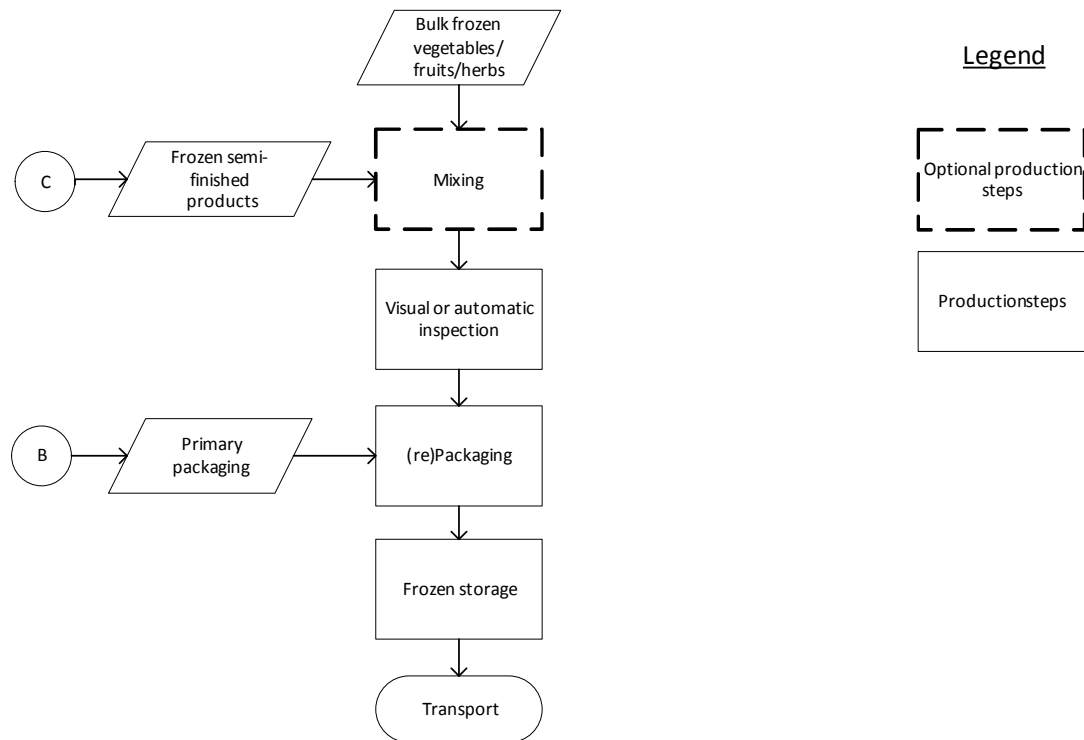 Bulk frozen
vegetables/
fruits/herbs
Legend
C
Frozen semi-
finished
products
Mixing
Optional production
steps
Visual or automatic
inspection
Productionsteps
B
Primary
packaging
(re)Packaging
Frozen storage
Transport